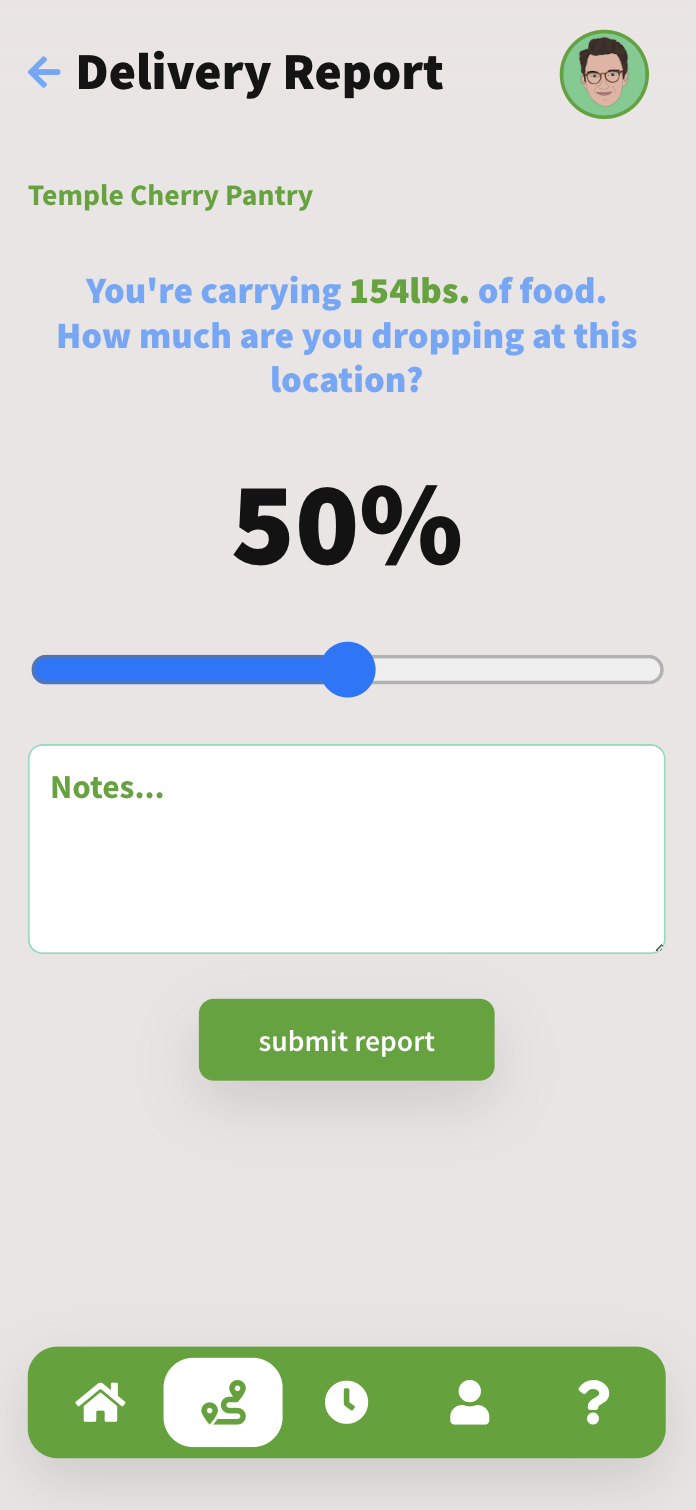 Delivery Report
Temple Cherry Pantry
You're carrying 154lbs. of food.
How much are you dropping at this
location?
50%
Notes...
submit report
?